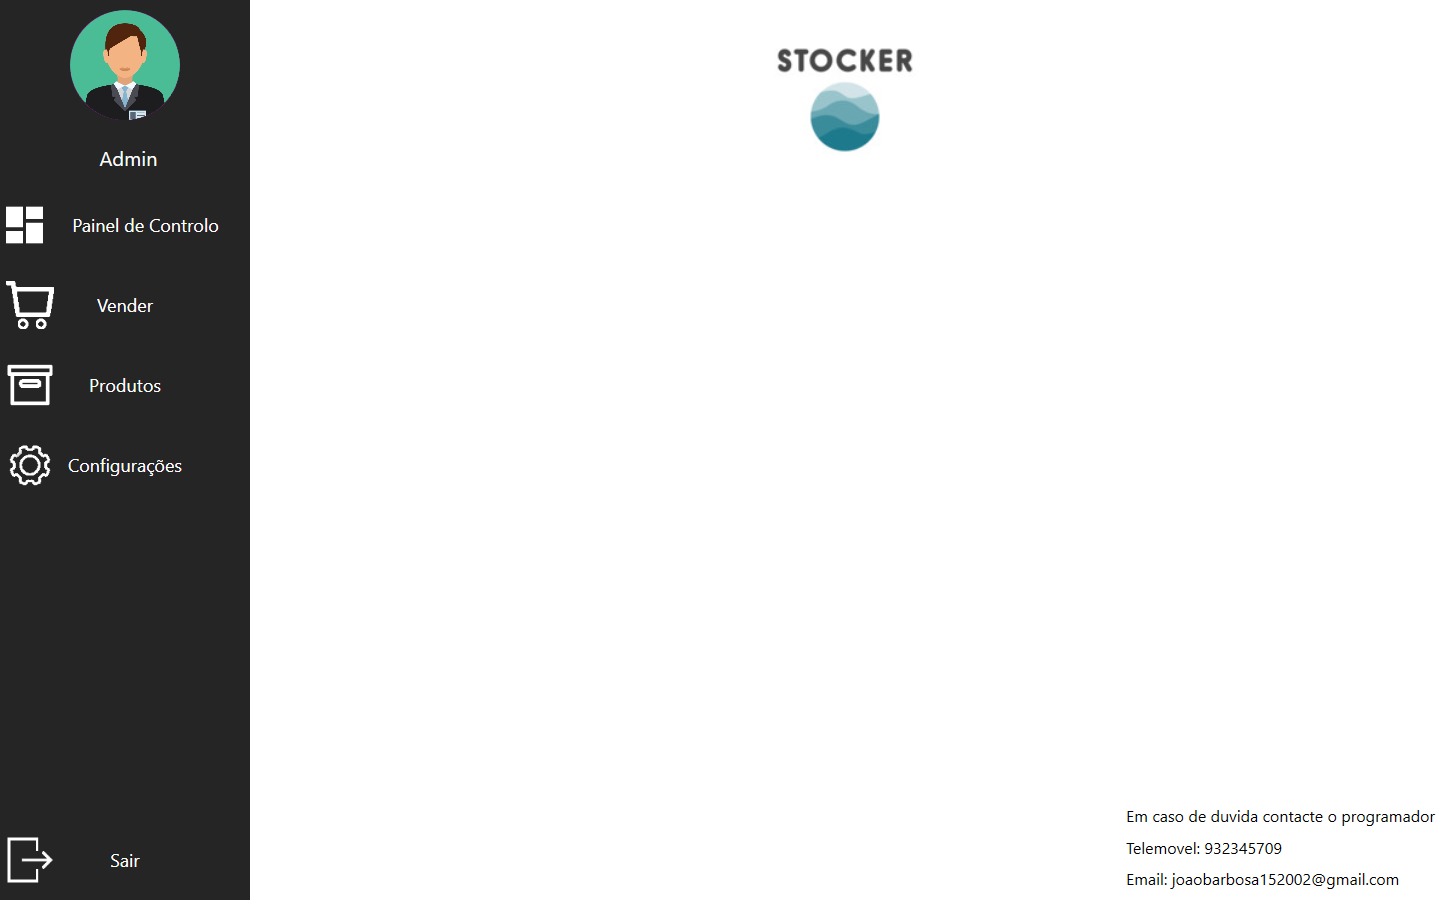 Admin
Painel de Controlo
Vender
Produtos
Configurações
Sair
STOCKER
Em caso de duvida contacte o programador
Telemovel: 932345709
Email: joaobarbosa152002@gmail.com